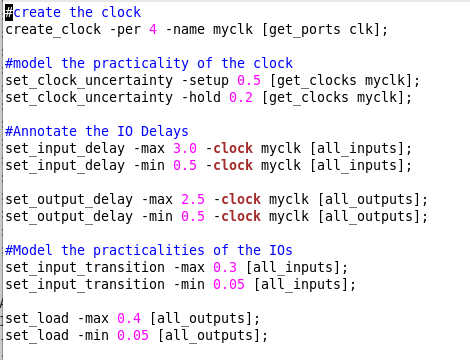 #create the clock
create_clock -per 4 -name myclk [get_ports clk];
#model the practicality of the clock
set_clock_uncertainty -setup 0.5 [get_clocks myclk];
set_clock_uncertainty -hold 0.2 [get_clocks myclk];
#Annotate the IO Delays
set_input_delay -max 3.0 -clock myclk [all_inputs];
set_input_delay -min 0.5 -clock myclk [all_inputs];
set_output_delay -max 2.5 -clock myclk [all_outputs];
set_output_delay -min 0.5 -clock myclk [all_outputs];
#Model the practicalities of the IOs
set_input_transition -max 0.3 [all_inputs];
set_input_transition -min 0.05 [all_inputs];
set_load -max 0.4 [all_outputs];
set_load -min 0.05 [all_outputs];